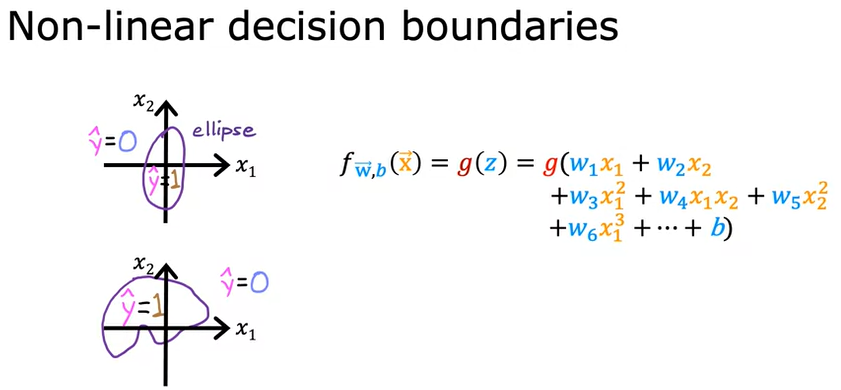 Non-linear decision boundaries
x₂
ŷ=0
ellipse
x₁
ŷ=1
f_{w⃗,b}(x⃗) = g(z) = g(w₁x₁ + w₂x₂
+w₃x₁² + w₄x₁x₂ + w₅x₂²
+w₆x₁³ + ⋯ + b)
x₂
ŷ=0
ŷ=1
x₁